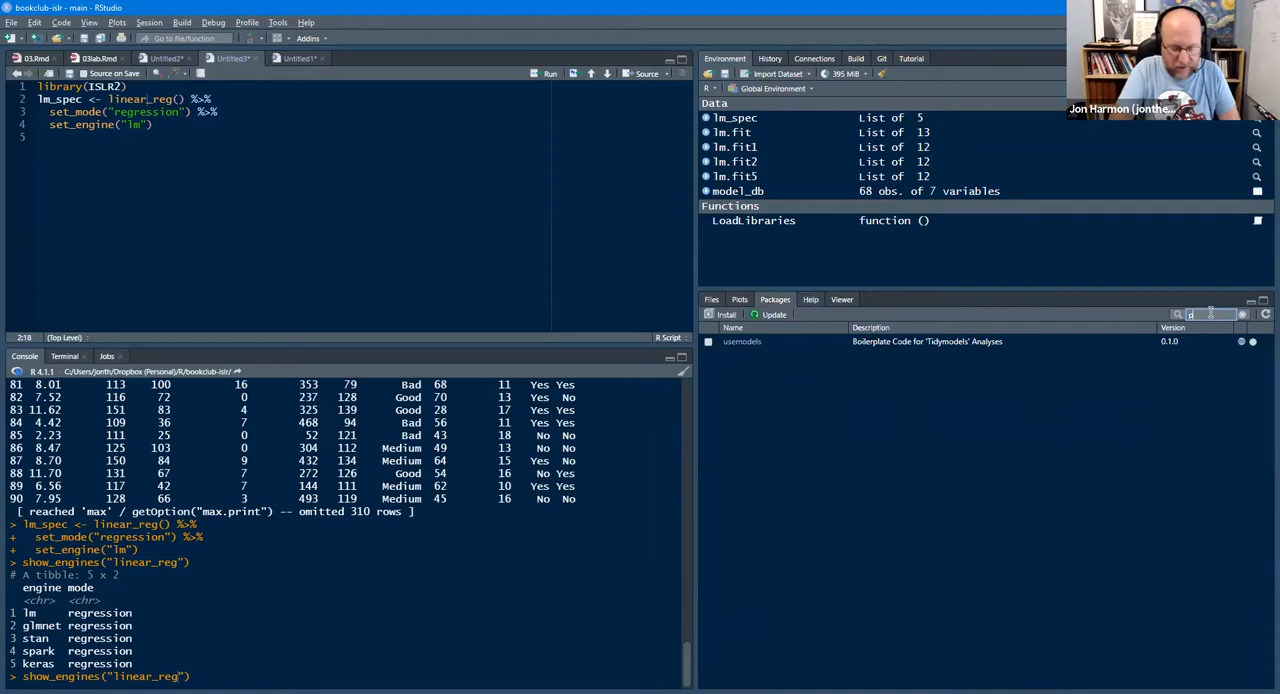 bookclub-islr - main - RStudio
File Edit Code View Plots Session Build Debug Profile Tools Help
Go to file/function Addins
03.Rmd 03lab.Rmd Untitled2* Untitled3* Untitled1*
Source on Save Run Source
1 library(ISLR2)
2 lm_spec <- linear_reg() %>%
3 set_mode("regression") %>%
4 set_engine("lm")
5
2:18 (Top Level) R Script
Console Terminal Jobs
R 4.1.1 · C:/Users/jonth/Dropbox (Personal)/R/bookclub-islr/
81 8.01 113 100 16 353 79 Bad 68 11 Yes Yes
82 7.52 116 72 0 237 128 Good 70 13 Yes No
83 11.62 151 83 4 325 139 Good 28 17 Yes Yes
84 4.42 109 36 7 468 94 Bad 56 11 Yes Yes
85 2.23 111 25 0 52 121 Bad 43 18 No No
86 8.47 125 103 0 304 112 Medium 49 13 No No
87 8.70 150 84 9 432 134 Medium 64 15 Yes No
88 11.70 131 67 7 272 126 Good 54 16 No Yes
89 6.56 117 42 7 144 111 Medium 62 10 Yes Yes
90 7.95 128 66 3 493 119 Medium 45 16 No No
[ reached 'max' / getOption("max.print") -- omitted 310 rows ]
> lm_spec <- linear_reg() %>%
+ set_mode("regression") %>%
+ set_engine("lm")
> show_engines("linear_reg")
# A tibble: 5 x 2
engine mode
<chr> <chr>
1 lm regression
2 glmnet regression
3 stan regression
4 spark regression
5 keras regression
> show_engines("linear_reg")
Environment History Connections Build Git Tutorial
Import Dataset 395 MiB
R Global Environment
Data
lm_spec List of 5
lm.fit List of 13
lm.fit1 List of 12
lm.fit2 List of 12
lm.fit5 List of 12
model_db 68 obs. of 7 variables
Functions
LoadLibraries function ()
Files Plots Packages Help Viewer
Install Update p
Name Description Version
usemodels Boilerplate Code for 'Tidymodels' Analyses 0.1.0
Jon Harmon (jonthe...